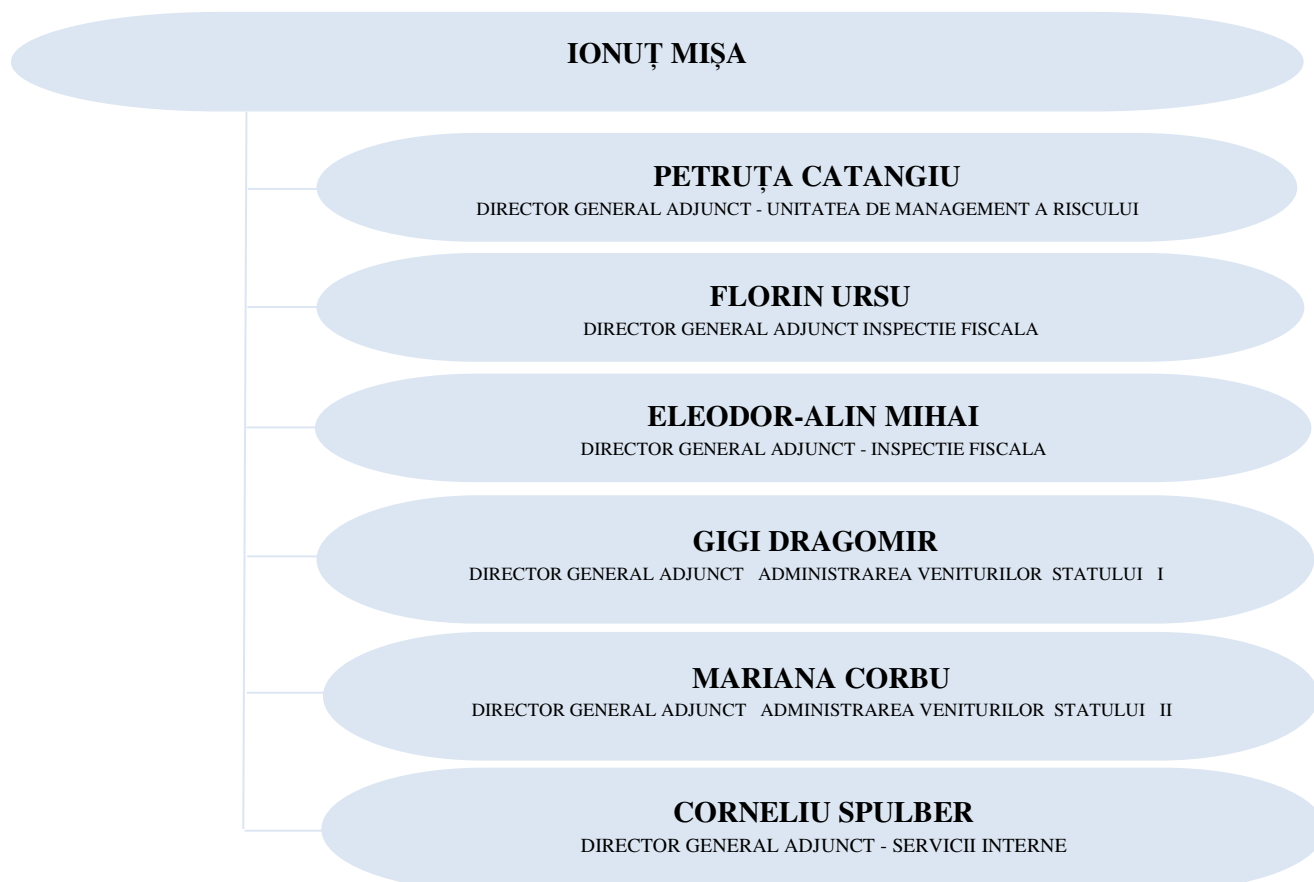 IONUȚ MIȘA
PETRUȚA CATANGIU
DIRECTOR GENERAL ADJUNCT - UNITATEA DE MANAGEMENT A RISCULUI
FLORIN URSU
DIRECTOR GENERAL ADJUNCT INSPECTIE FISCALA
ELEODOR-ALIN MIHAI
DIRECTOR GENERAL ADJUNCT - INSPECTIE FISCALA
GIGI DRAGOMIR
DIRECTOR GENERAL ADJUNCT ADMINISTRAREA VENITURILOR STATULUI I
MARIANA CORBU
DIRECTOR GENERAL ADJUNCT ADMINISTRAREA VENITURILOR STATULUI II
CORNELIU SPULBER
DIRECTOR GENERAL ADJUNCT - SERVICII INTERNE